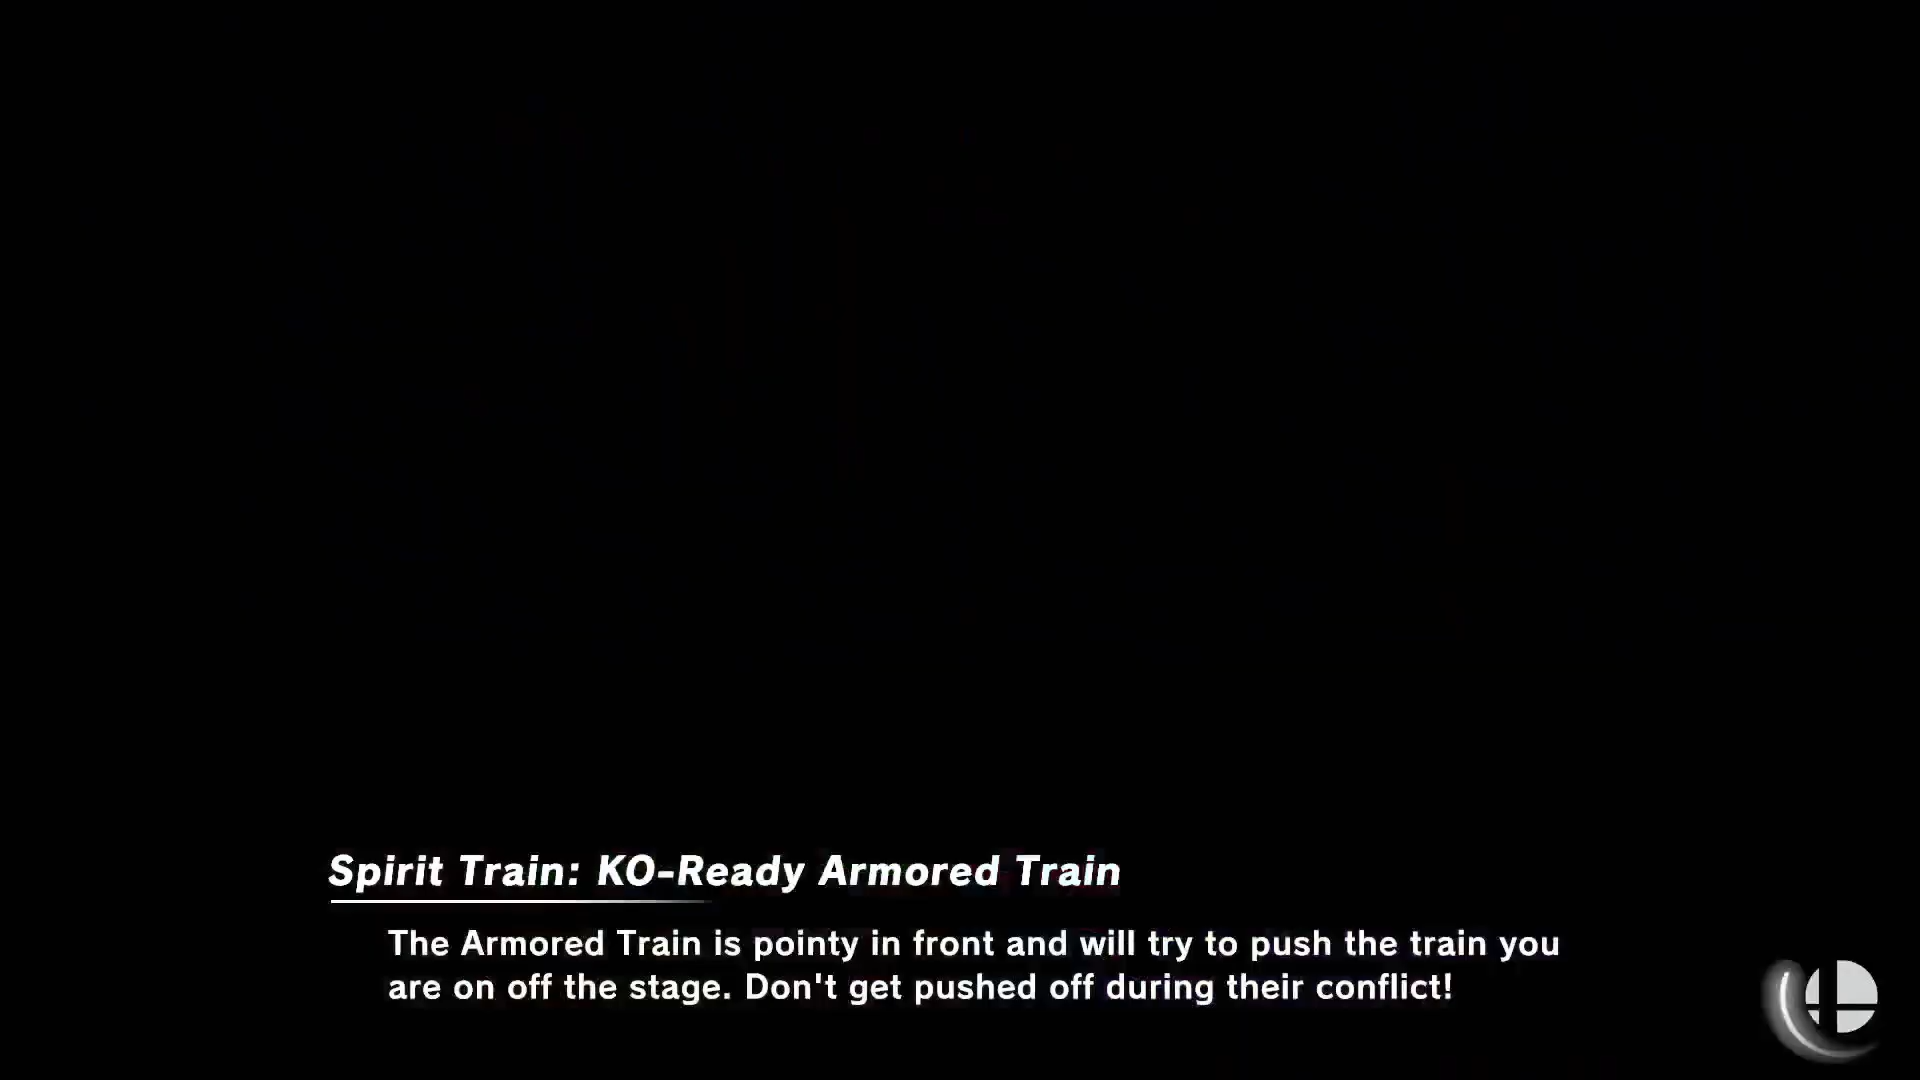 Spirit Train: KO-Ready Armored Train
The Armored Train is pointy in front and will try to push the train you
are on off the stage. Don't get pushed off during their conflict!